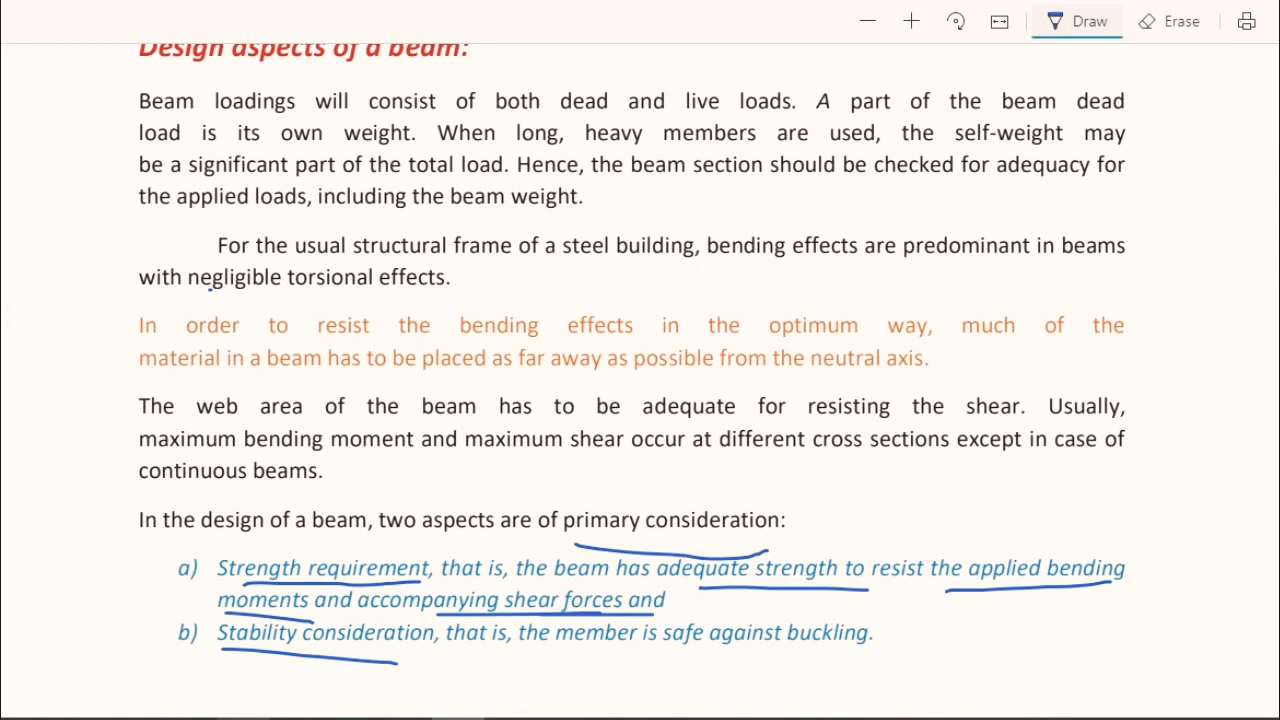 Draw
Erase
Design aspects of a beam:
Beam loadings will consist of both dead and live loads. A part of the beam dead
load is its own weight. When long, heavy members are used, the self-weight may
be a significant part of the total load. Hence, the beam section should be checked for adequacy for
the applied loads, including the beam weight.
For the usual structural frame of a steel building, bending effects are predominant in beams
with negligible torsional effects.
In order to resist the bending effects in the optimum way, much of the
material in a beam has to be placed as far away as possible from the neutral axis.
The web area of the beam has to be adequate for resisting the shear. Usually,
maximum bending moment and maximum shear occur at different cross sections except in case of
continuous beams.
In the design of a beam, two aspects are of primary consideration:
a) Strength requirement, that is, the beam has adequate strength to resist the applied bending
moments and accompanying shear forces and
b) Stability consideration, that is, the member is safe against buckling.